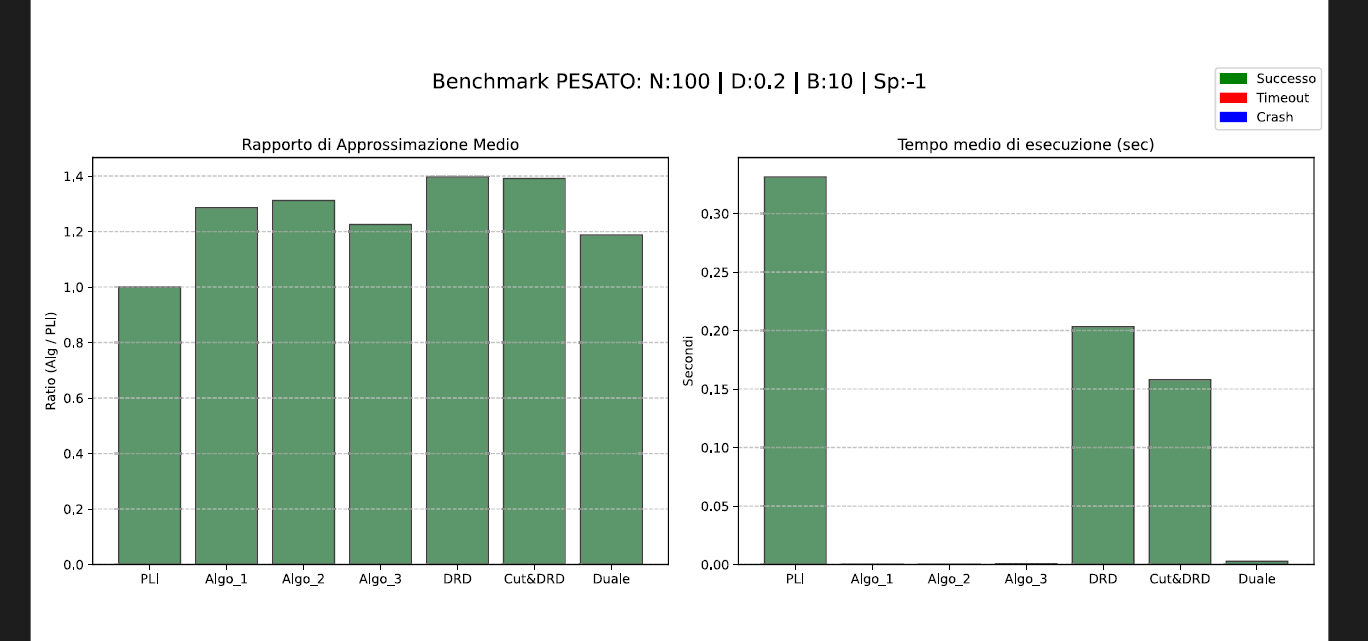 Benchmark PESATO: N:100 | D:0.2 | B:10 | Sp:-1
Successo
Timeout
Crash
Rapporto di Approssimazione Medio
Ratio (Alg / PLI)
1.4
1.2
1.0
0.8
0.6
0.4
0.2
0.0
PLI
Algo_1
Algo_2
Algo_3
DRD
Cut&DRD
Duale
Tempo medio di esecuzione (sec)
Secondi
0.30
0.25
0.20
0.15
0.10
0.05
0.00
PLI
Algo_1
Algo_2
Algo_3
DRD
Cut&DRD
Duale